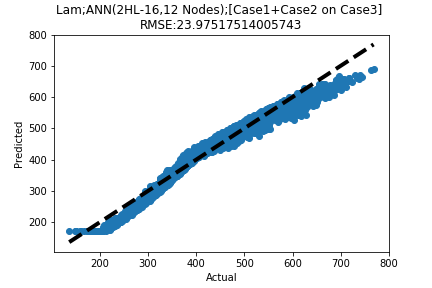 Lam;ANN(2HL-16,12 Nodes);[Case1+Case2 on Case3]
RMSE:23.97517514005743
800
700
600
500
400
300
200
Predicted
200 300 400 500 600 700 800
Actual